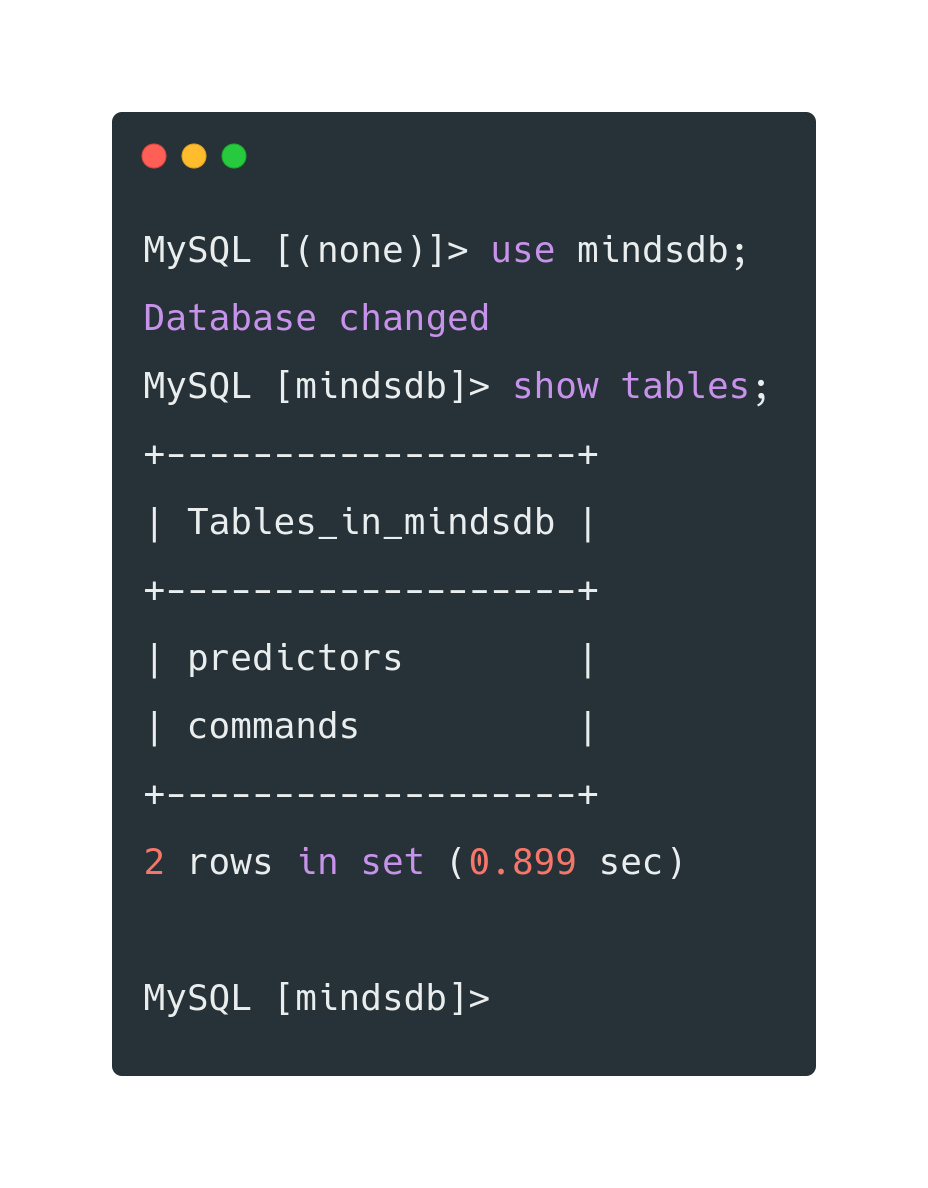 MySQL [(none)]> use mindsdb;
Database changed
MySQL [mindsdb]> show tables;
+-------------------+
| Tables_in_mindsdb |
+-------------------+
| predictors        |
| commands          |
+-------------------+
2 rows in set (0.899 sec)
MySQL [mindsdb]>